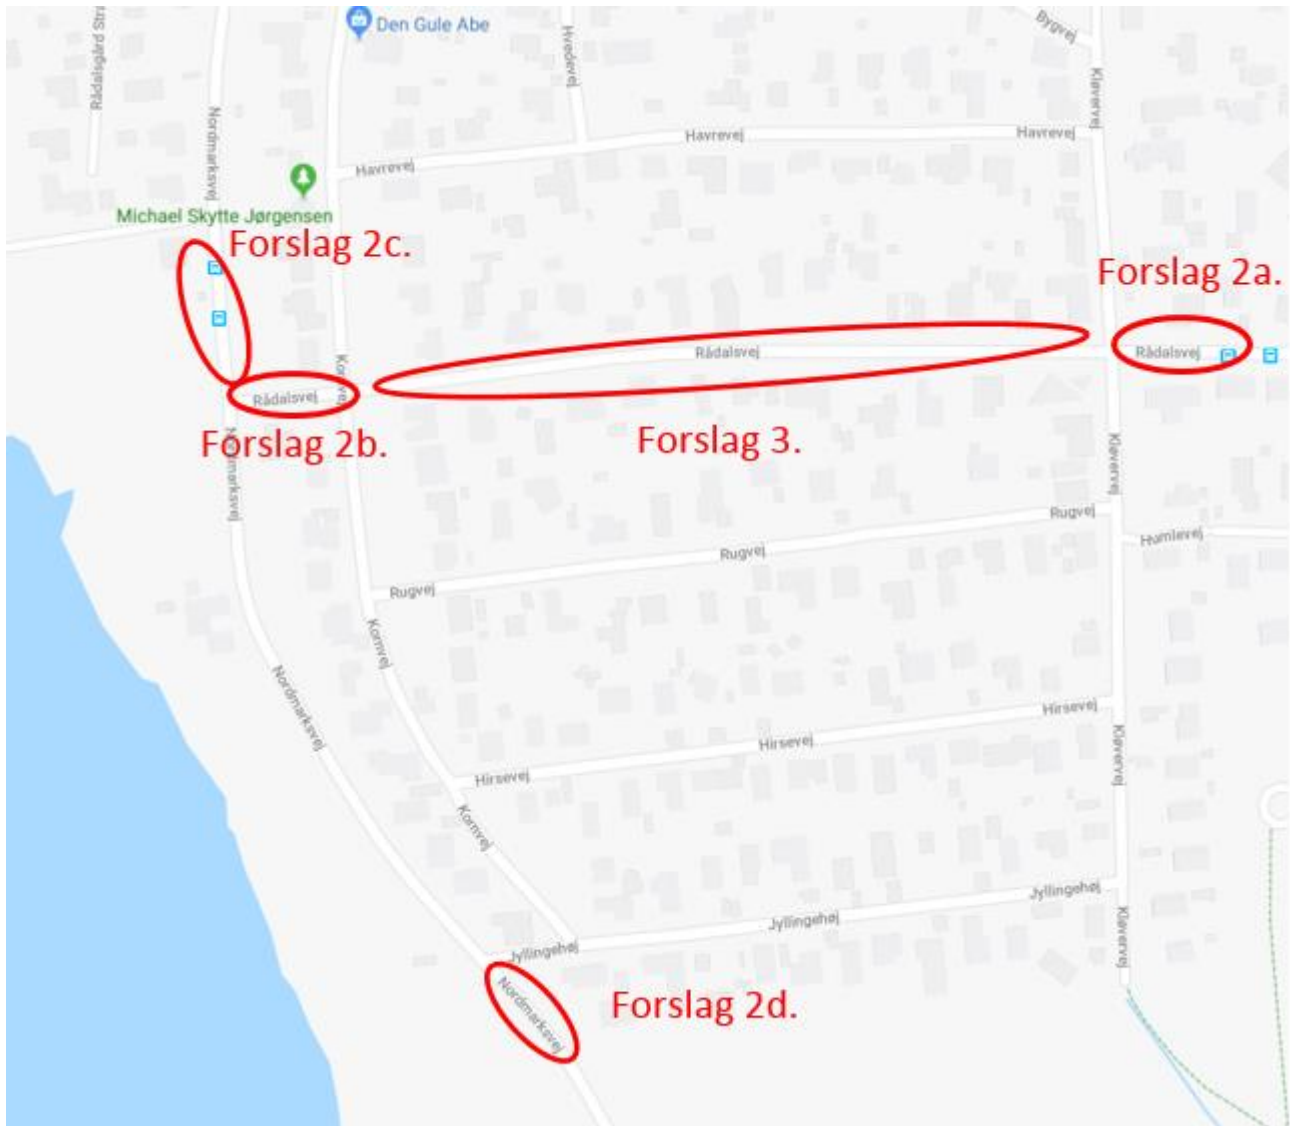 Rådalsgård Stra
Nordmarksvej
Den Gule Abe
Hvedevej
Bygvej
Kløvervej
Havrevej
Havrevej
Havrevej
Michael Skytte Jørgensen
Forslag 2c.
Forslag 2a.
Rådalsvej
Rådalsvej
Kornvej
Rådalsvej
Forslag 2b.
Forslag 3.
Nordmarksvej
Kløvervej
Rugvej
Rugvej
Rugvej
Humlevej
Kornvej
Nordmarksvej
Hirsevej
Hirsevej
Hirsevej
Kløvervej
Kornvej
Jyllingehøj
Jyllingehøj
Jyllingehøj
Kløvervej
Nordmarksvej
Forslag 2d.